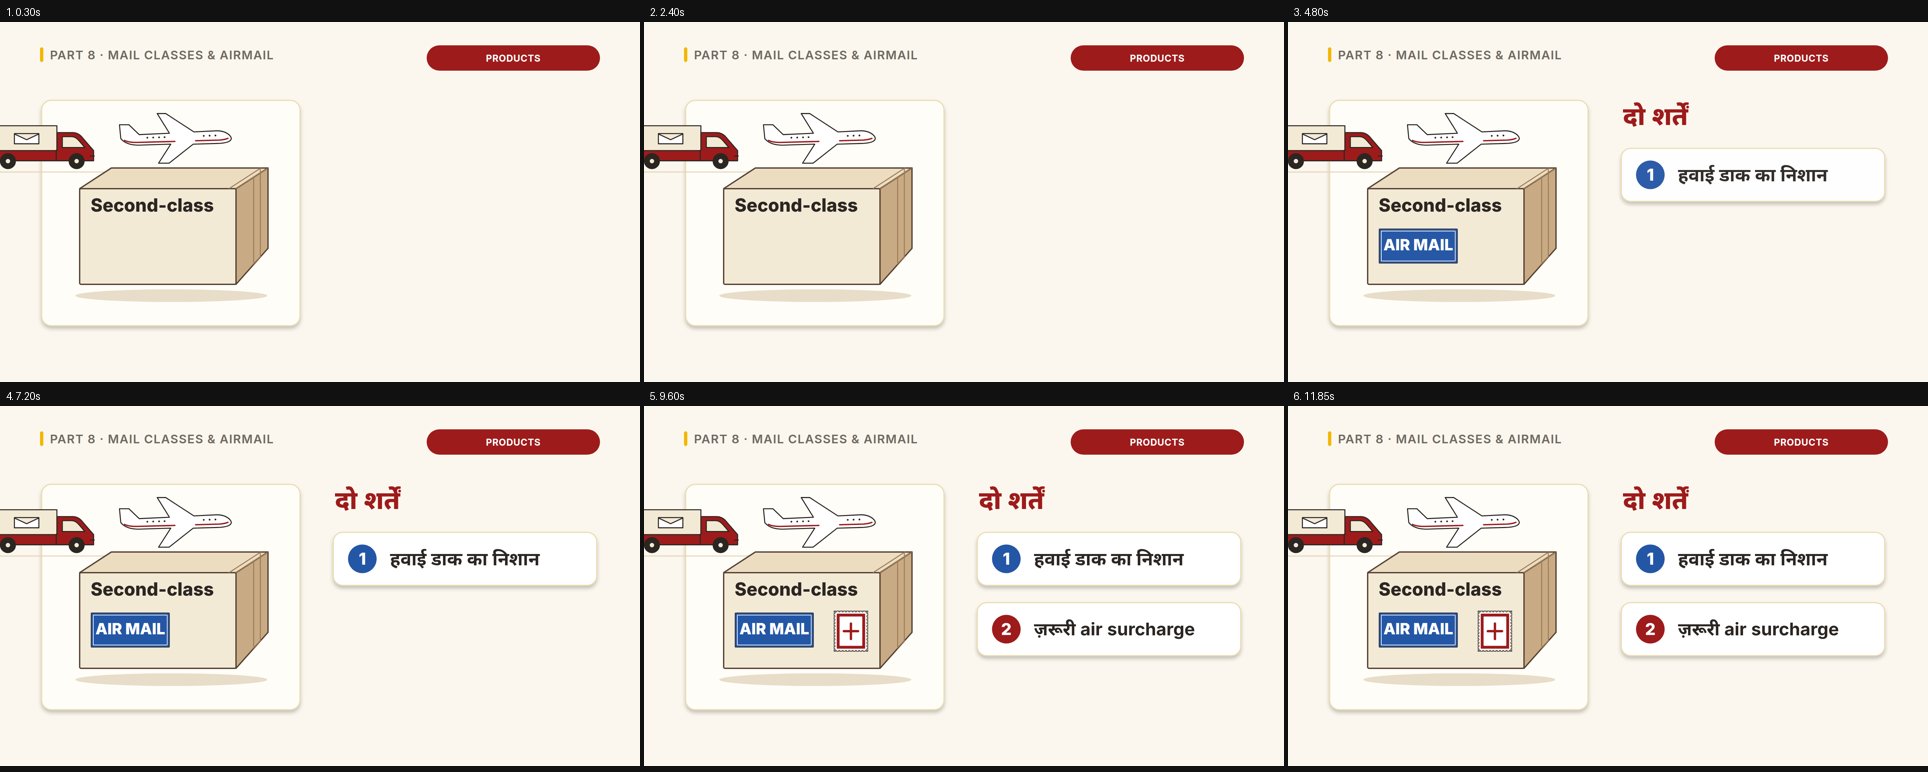 1. 0.30s
PART 8 · MAIL CLASSES & AIRMAIL
PRODUCTS
Second-class
2. 2.40s
PART 8 · MAIL CLASSES & AIRMAIL
PRODUCTS
Second-class
3. 4.80s
PART 8 · MAIL CLASSES & AIRMAIL
PRODUCTS
दो शर्तें
1 हवाई डाक का निशान
Second-class
AIR MAIL
4. 7.20s
PART 8 · MAIL CLASSES & AIRMAIL
PRODUCTS
दो शर्तें
1 हवाई डाक का निशान
Second-class
AIR MAIL
5. 9.60s
PART 8 · MAIL CLASSES & AIRMAIL
PRODUCTS
दो शर्तें
1 हवाई डाक का निशान
Second-class
AIR MAIL
2 ज़रूरी air surcharge
6. 11.85s
PART 8 · MAIL CLASSES & AIRMAIL
PRODUCTS
दो शर्तें
1 हवाई डाक का निशान
Second-class
AIR MAIL
2 ज़रूरी air surcharge